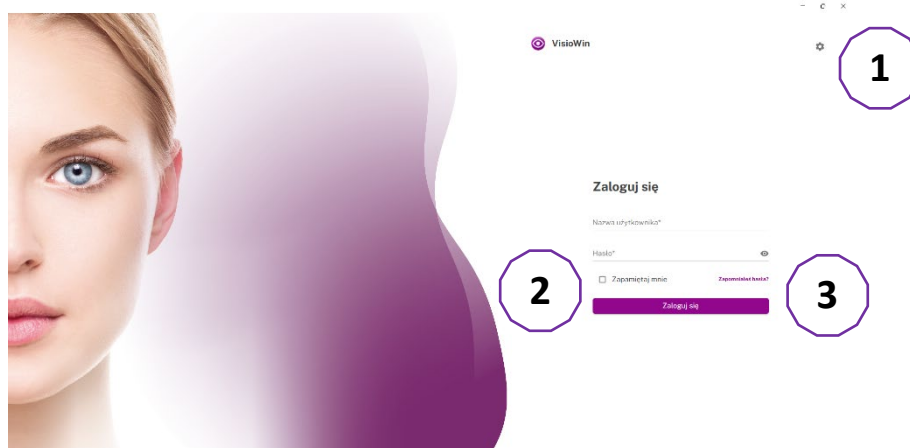 VisioWin
1
Zaloguj się
Nazwa użytkownika*
Hasło*
2
Zapamiętaj mnie
Zapomniałeś hasła?
3
Zaloguj się